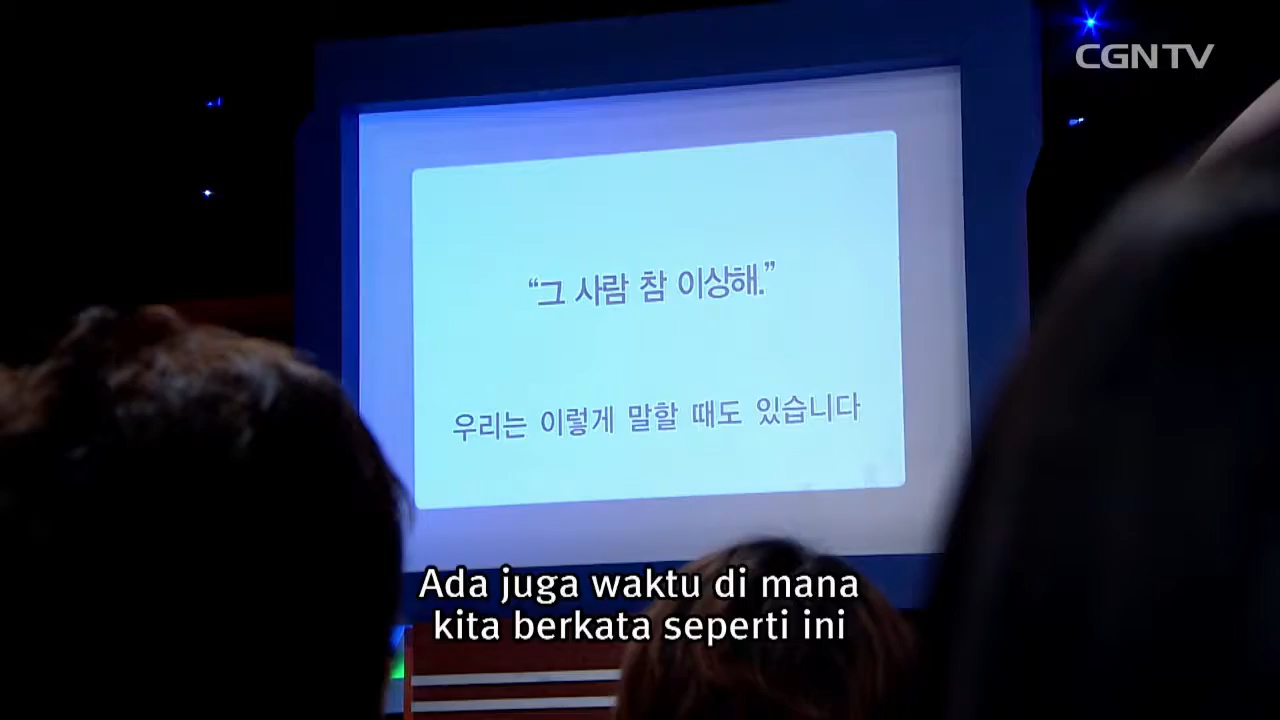 CGNTV
“그 사람 참 이상해.”
우리는 이렇게 말할 때도 있습니다
Ada juga waktu di mana
kita berkata seperti ini